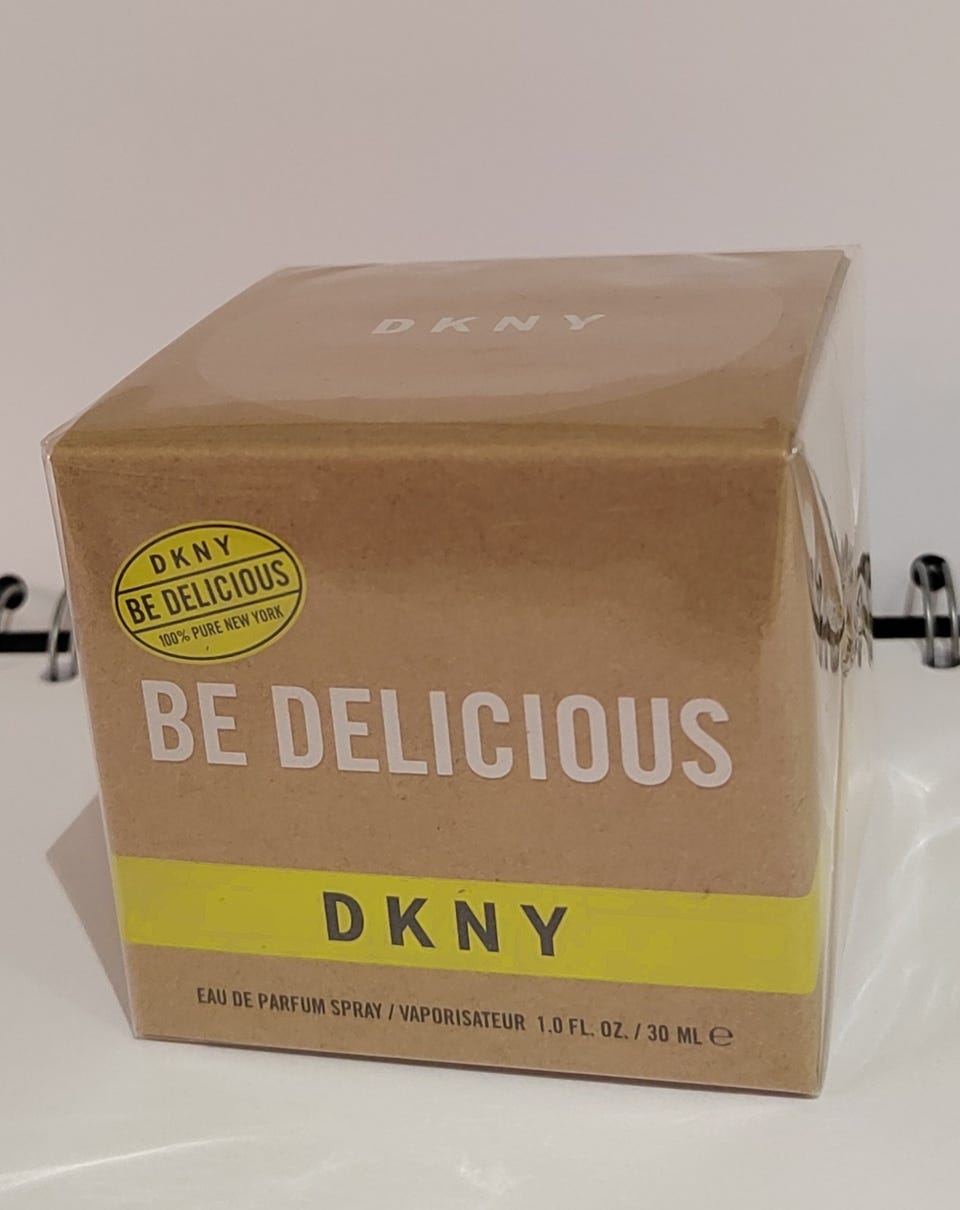 DKNY
DKNY
BE DELICIOUS
100% PURE NEW YORK
BE DELICIOUS
DKNY
EAU DE PARFUM SPRAY / VAPORISATEUR 1.0 FL. OZ. / 30 ML ℮